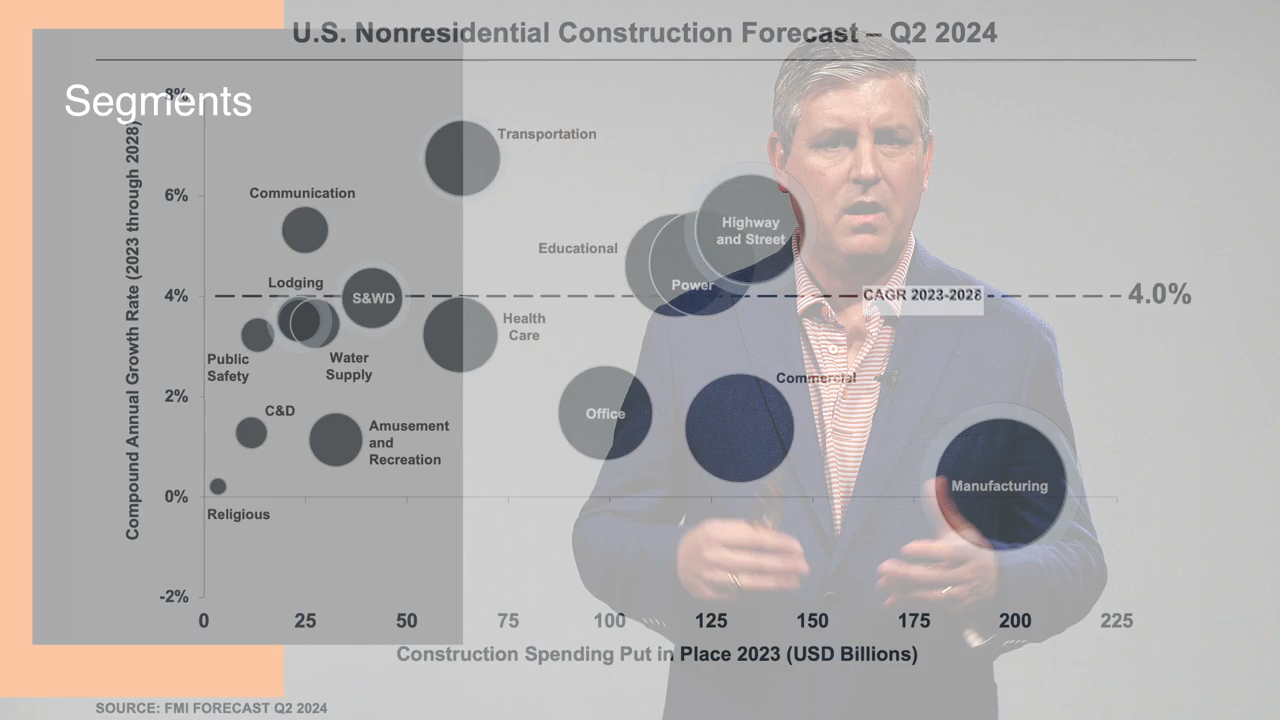 U.S. Nonresidential Construction Forecast – Q2 2024
Segments
8%
6%
4%
2%
0%
-2%
Compound Annual Growth Rate (2023 through 2028)
Transportation
Communication
Highway
and Street
Educational
Power
Lodging
S&WD
CAGR 2023-2028
4.0%
Health
Care
Public
Safety
Water
Supply
Commercial
C&D
Office
Amusement
and
Recreation
Manufacturing
Religious
0
25
50
75
100
125
150
175
200
225
Construction Spending Put in Place 2023 (USD Billions)
SOURCE: FMI FORECAST Q2 2024